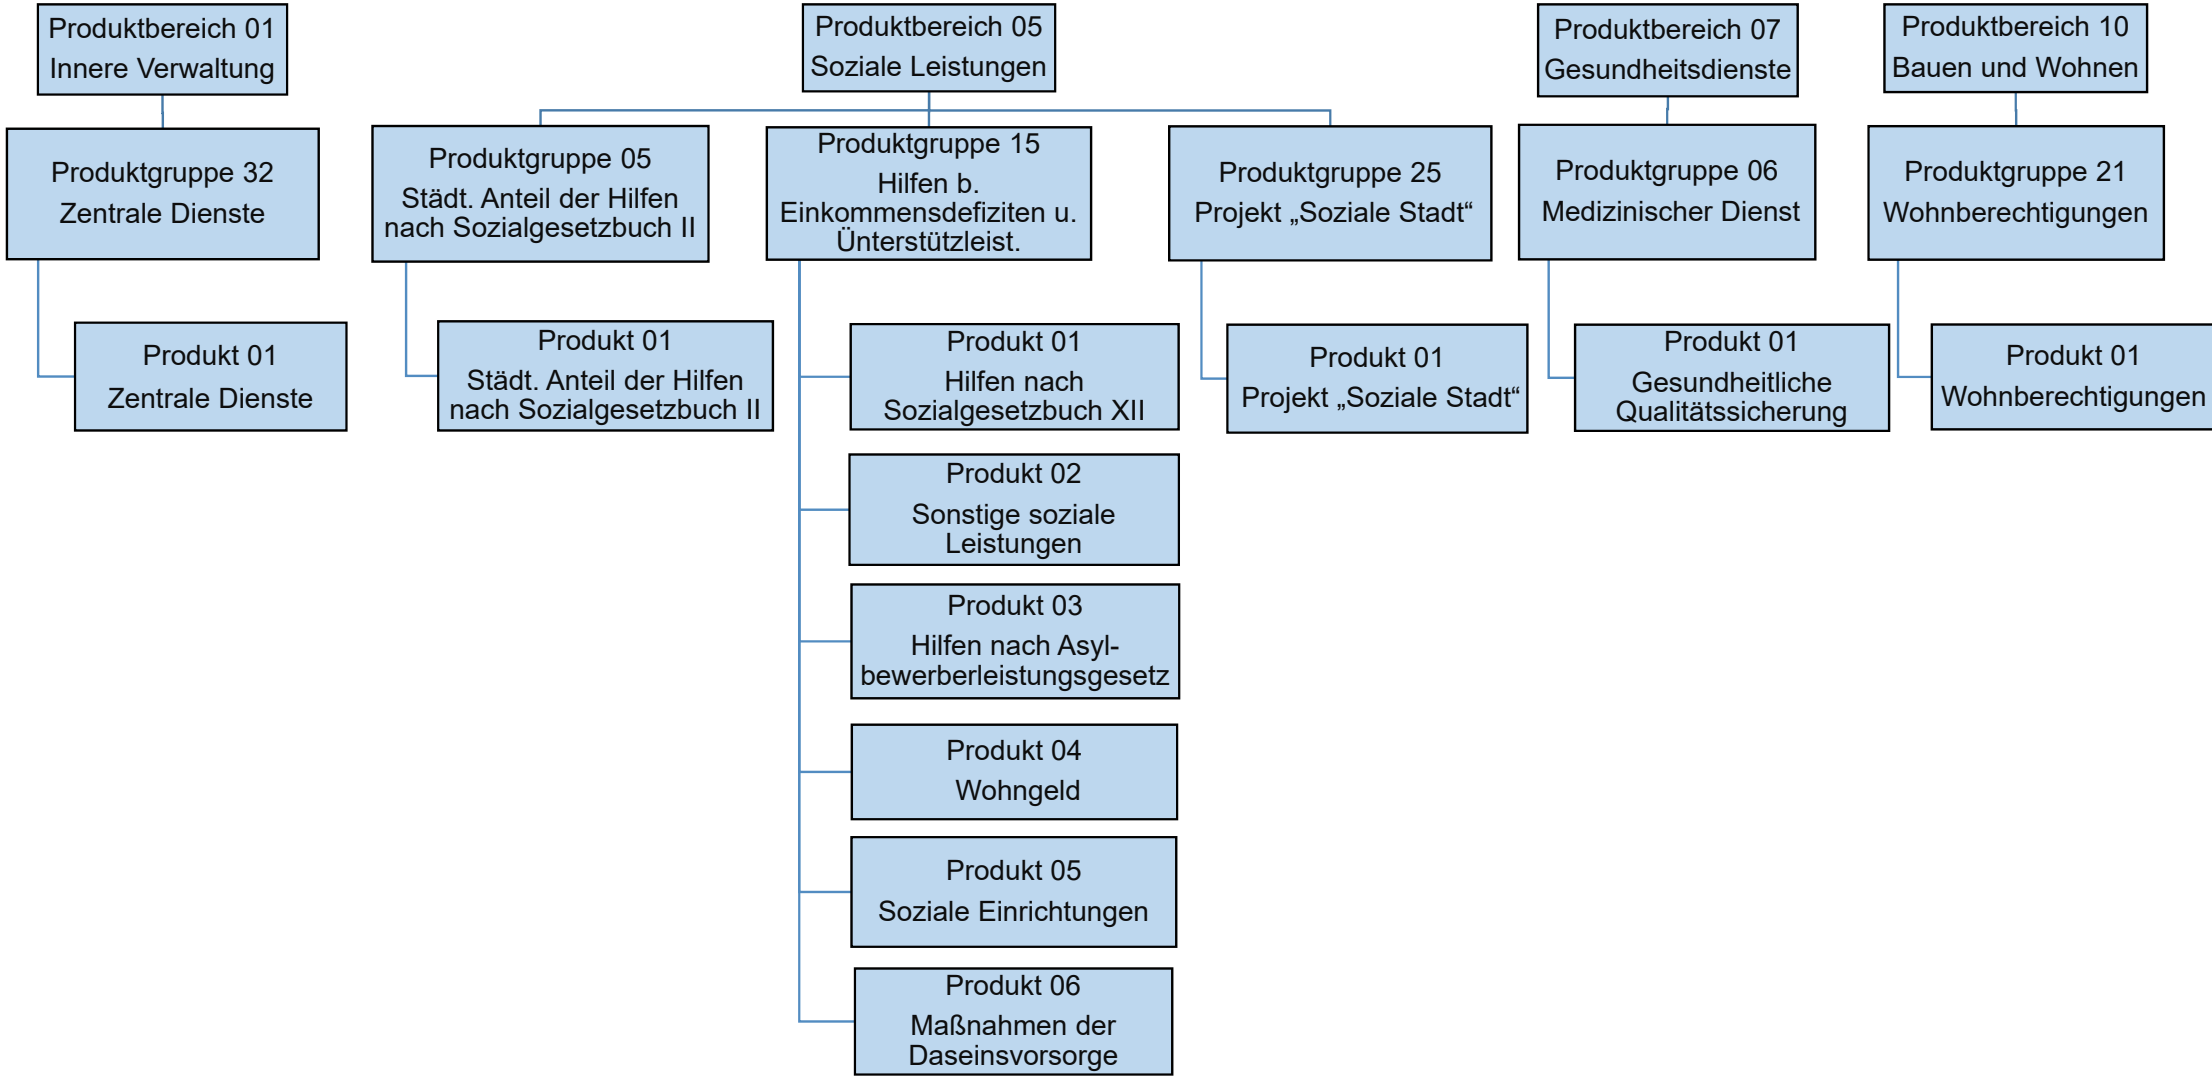 Produktbereich 01
Innere Verwaltung
Produktbereich 05
Soziale Leistungen
Produktbereich 07
Gesundheitsdienste
Produktbereich 10
Bauen und Wohnen
Produktgruppe 32
Zentrale Dienste
Produktgruppe 05
Städt. Anteil der Hilfen
nach Sozialgesetzbuch II
Produktgruppe 15
Hilfen b.
Einkommensdefiziten u.
Ünterstützleist.
Produktgruppe 25
Projekt „Soziale Stadt“
Produktgruppe 06
Medizinischer Dienst
Produktgruppe 21
Wohnberechtigungen
Produkt 01
Zentrale Dienste
Produkt 01
Städt. Anteil der Hilfen
nach Sozialgesetzbuch II
Produkt 01
Hilfen nach
Sozialgesetzbuch XII
Produkt 01
Projekt „Soziale Stadt“
Produkt 01
Gesundheitliche
Qualitätssicherung
Produkt 01
Wohnberechtigungen
Produkt 02
Sonstige soziale
Leistungen
Produkt 03
Hilfen nach Asyl-
bewerberleistungsgesetz
Produkt 04
Wohngeld
Produkt 05
Soziale Einrichtungen
Produkt 06
Maßnahmen der
Daseinsvorsorge